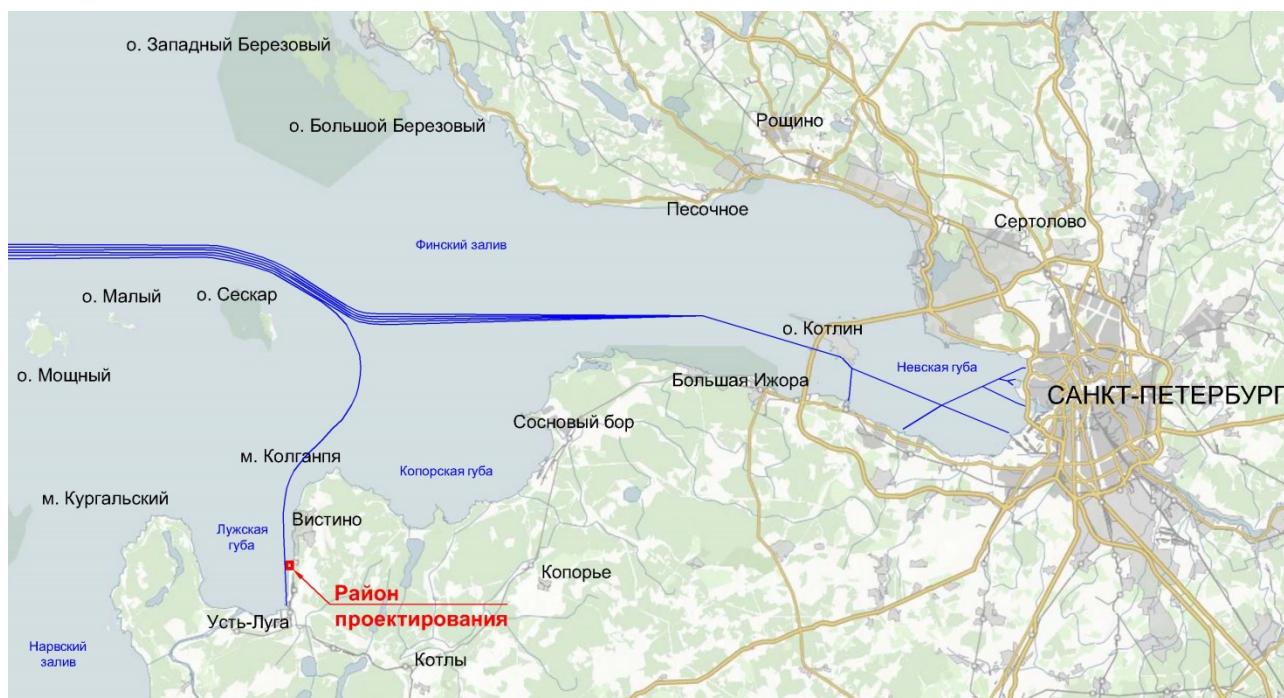 о. Западный Березовый
о. Большой Березовый
Рощино
Песочное
Сертолово
Финский залив
о. Малый
о. Сескар
о. Котлин
о. Мощный
Невская губа
Большая Ижора
САНКТ-ПЕТЕРБУРГ
Сосновый бор
м. Колганпя
Копорская губа
м. Кургальский
Вистино
Лужская
губа
Копорье
Район
проектирования
Усть-Луга
Нарвский
залив
Котлы